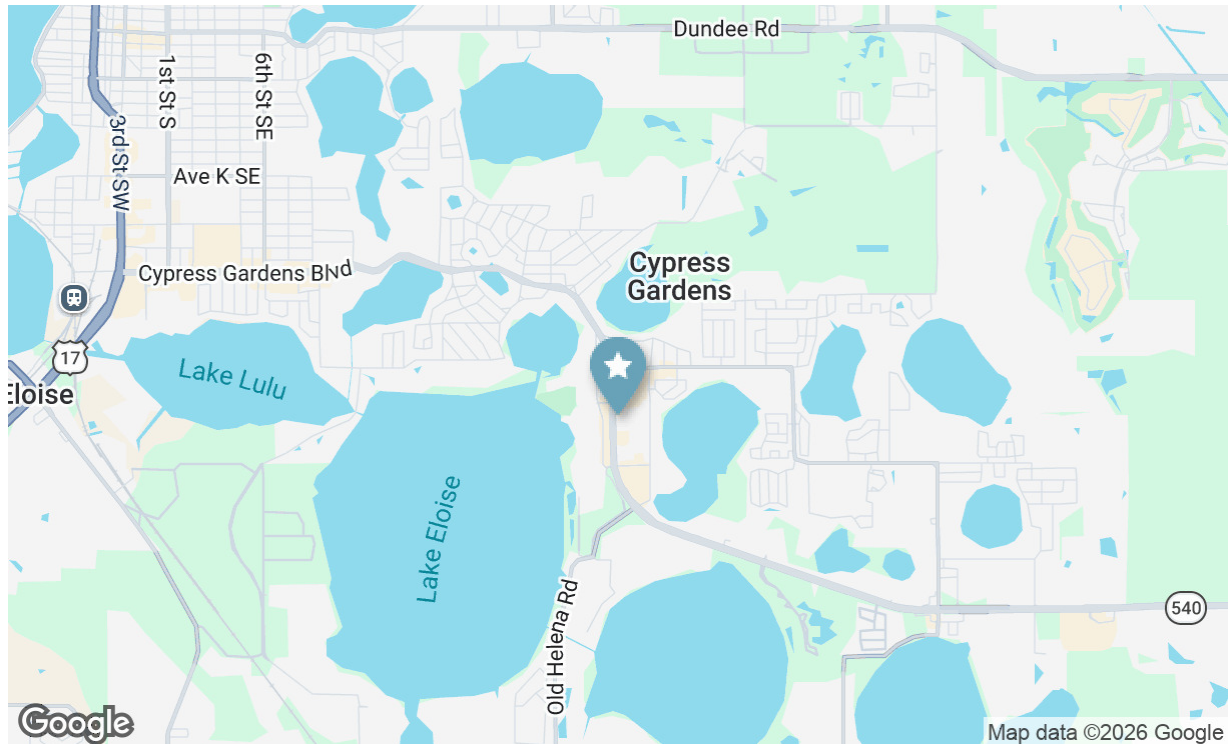 Dundee Rd
1st St S
6th St SE
3rd St SW
Ave K SE
Cypress
Gardens
Cypress Gardens Blvd
17
Eloise
Lake Lulu
Lake Eloise
Old Helena Rd
540
Google
Map data ©2026 Google